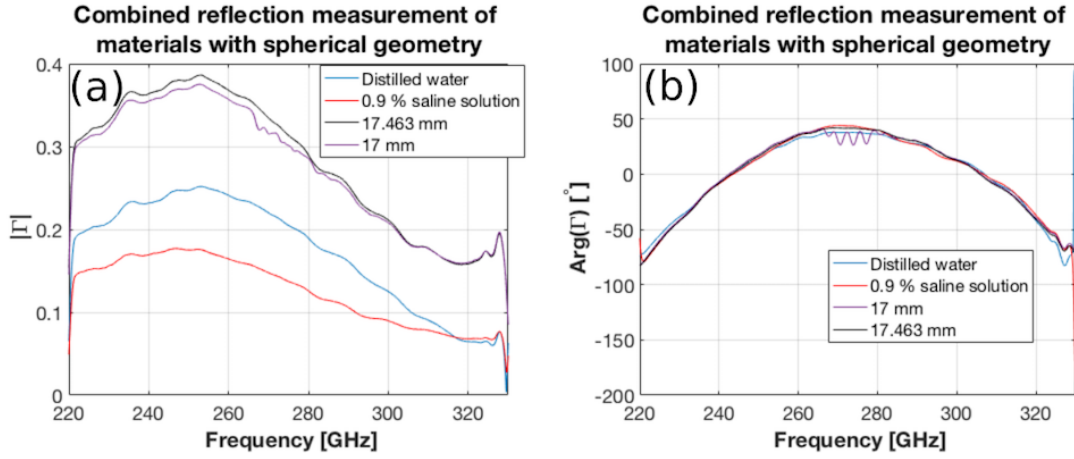 Combined reflection measurement of
materials with spherical geometry
(a)
0.4
0.3
0.2
0.1
0
|Γ|
Distilled water
0.9 % saline solution
17.463 mm
17 mm
220 240 260 280 300 320
Frequency [GHz]
Combined reflection measurement of
materials with spherical geometry
(b)
100
50
0
-50
-100
-150
-200
Arg(Γ) [°]
Distilled water
0.9 % saline solution
17 mm
17.463 mm
220 240 260 280 300 320
Frequency [GHz]